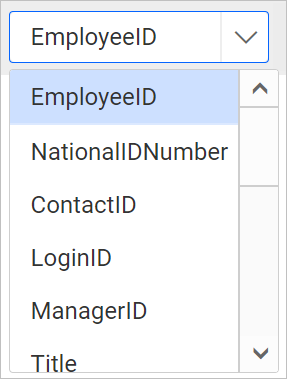 EmployeeID
EmployeeID
NationalIDNumber
ContactID
LoginID
ManagerID
Title